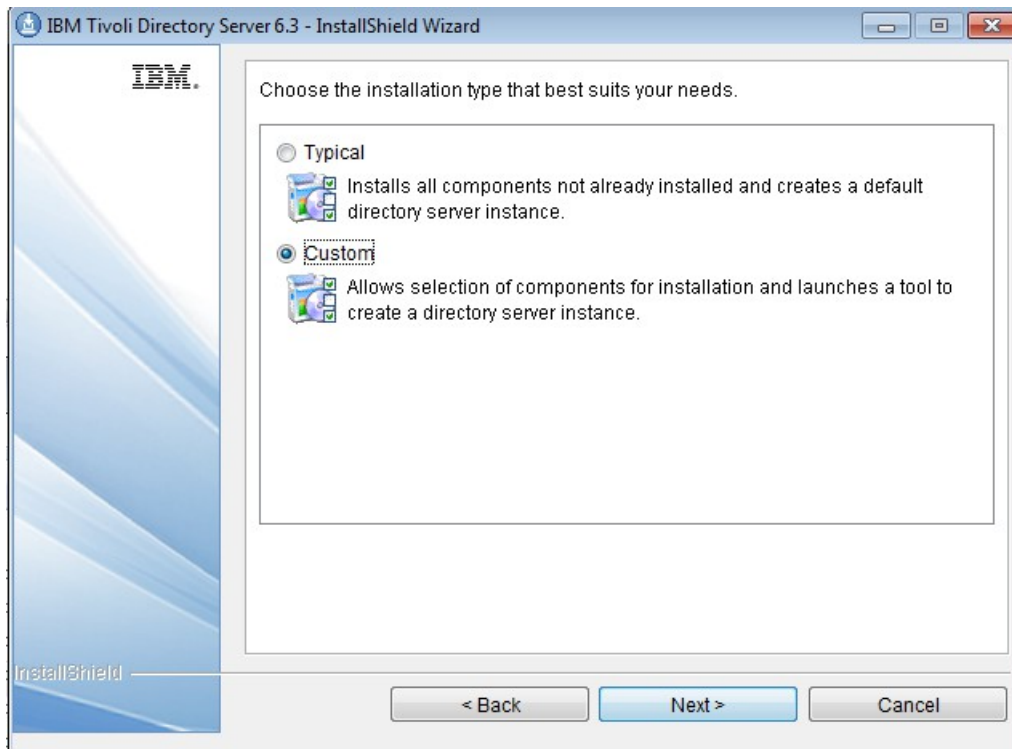 IBM Tivoli Directory Server 6.3 - InstallShield Wizard
IBM.
Choose the installation type that best suits your needs.
Typical
Installs all components not already installed and creates a default
directory server instance.
Custom
Allows selection of components for installation and launches a tool to
create a directory server instance.
InstallShield
< Back
Next >
Cancel